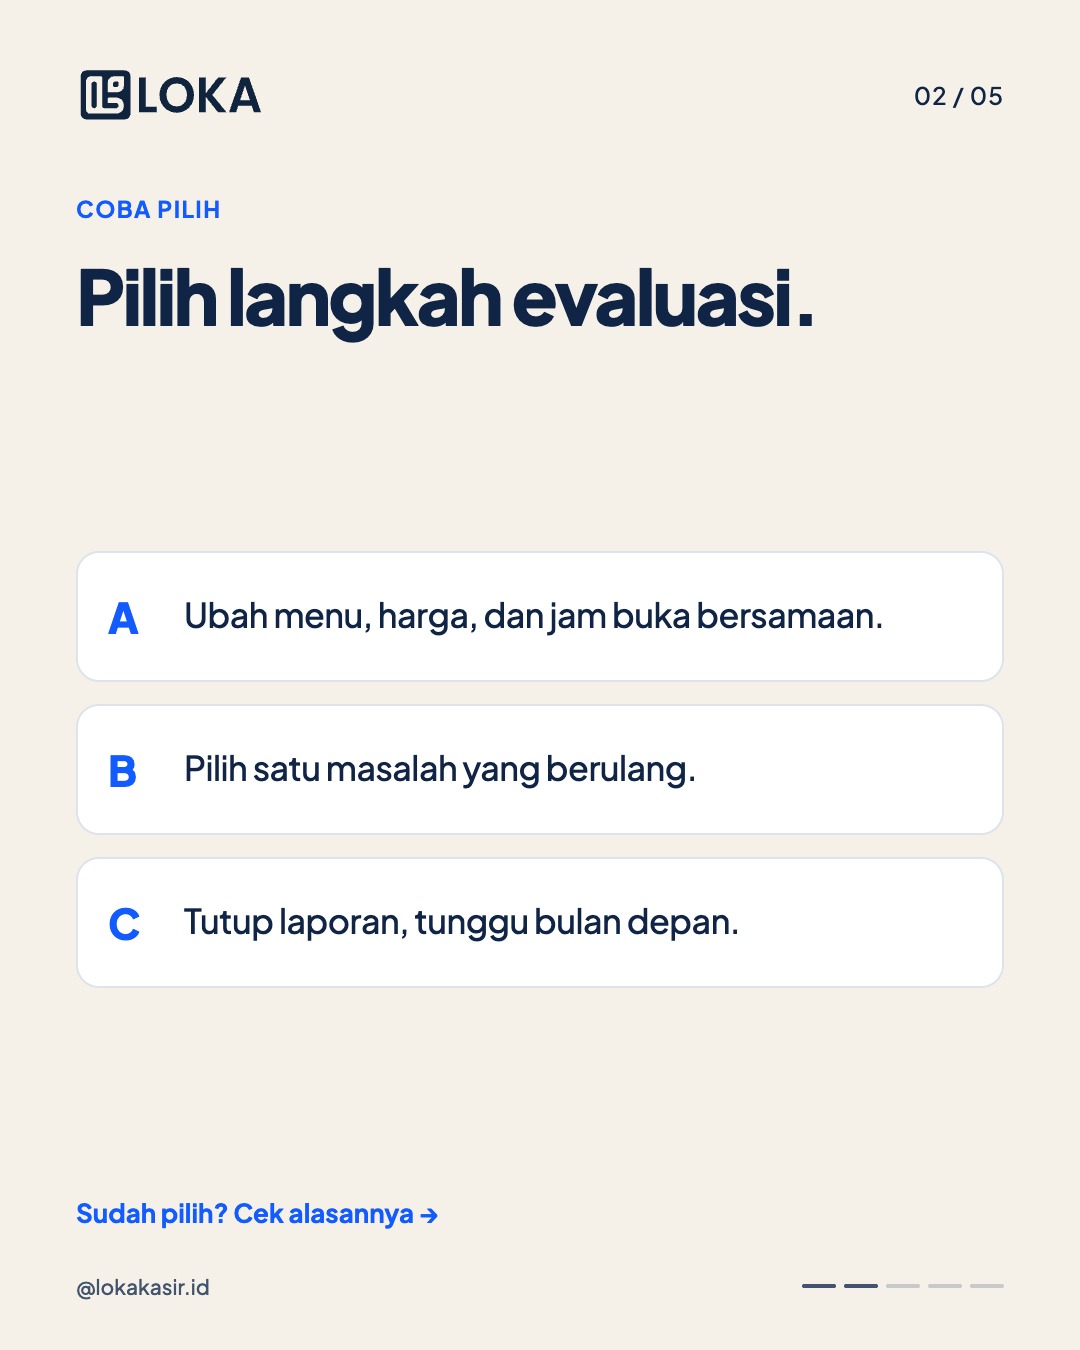 LOKA
02 / 05
COBA PILIH
Pilih langkah evaluasi.
A Ubah menu, harga, dan jam buka bersamaan.
B Pilih satu masalah yang berulang.
C Tutup laporan, tunggu bulan depan.
Sudah pilih? Cek alasannya →
@lokakasir.id